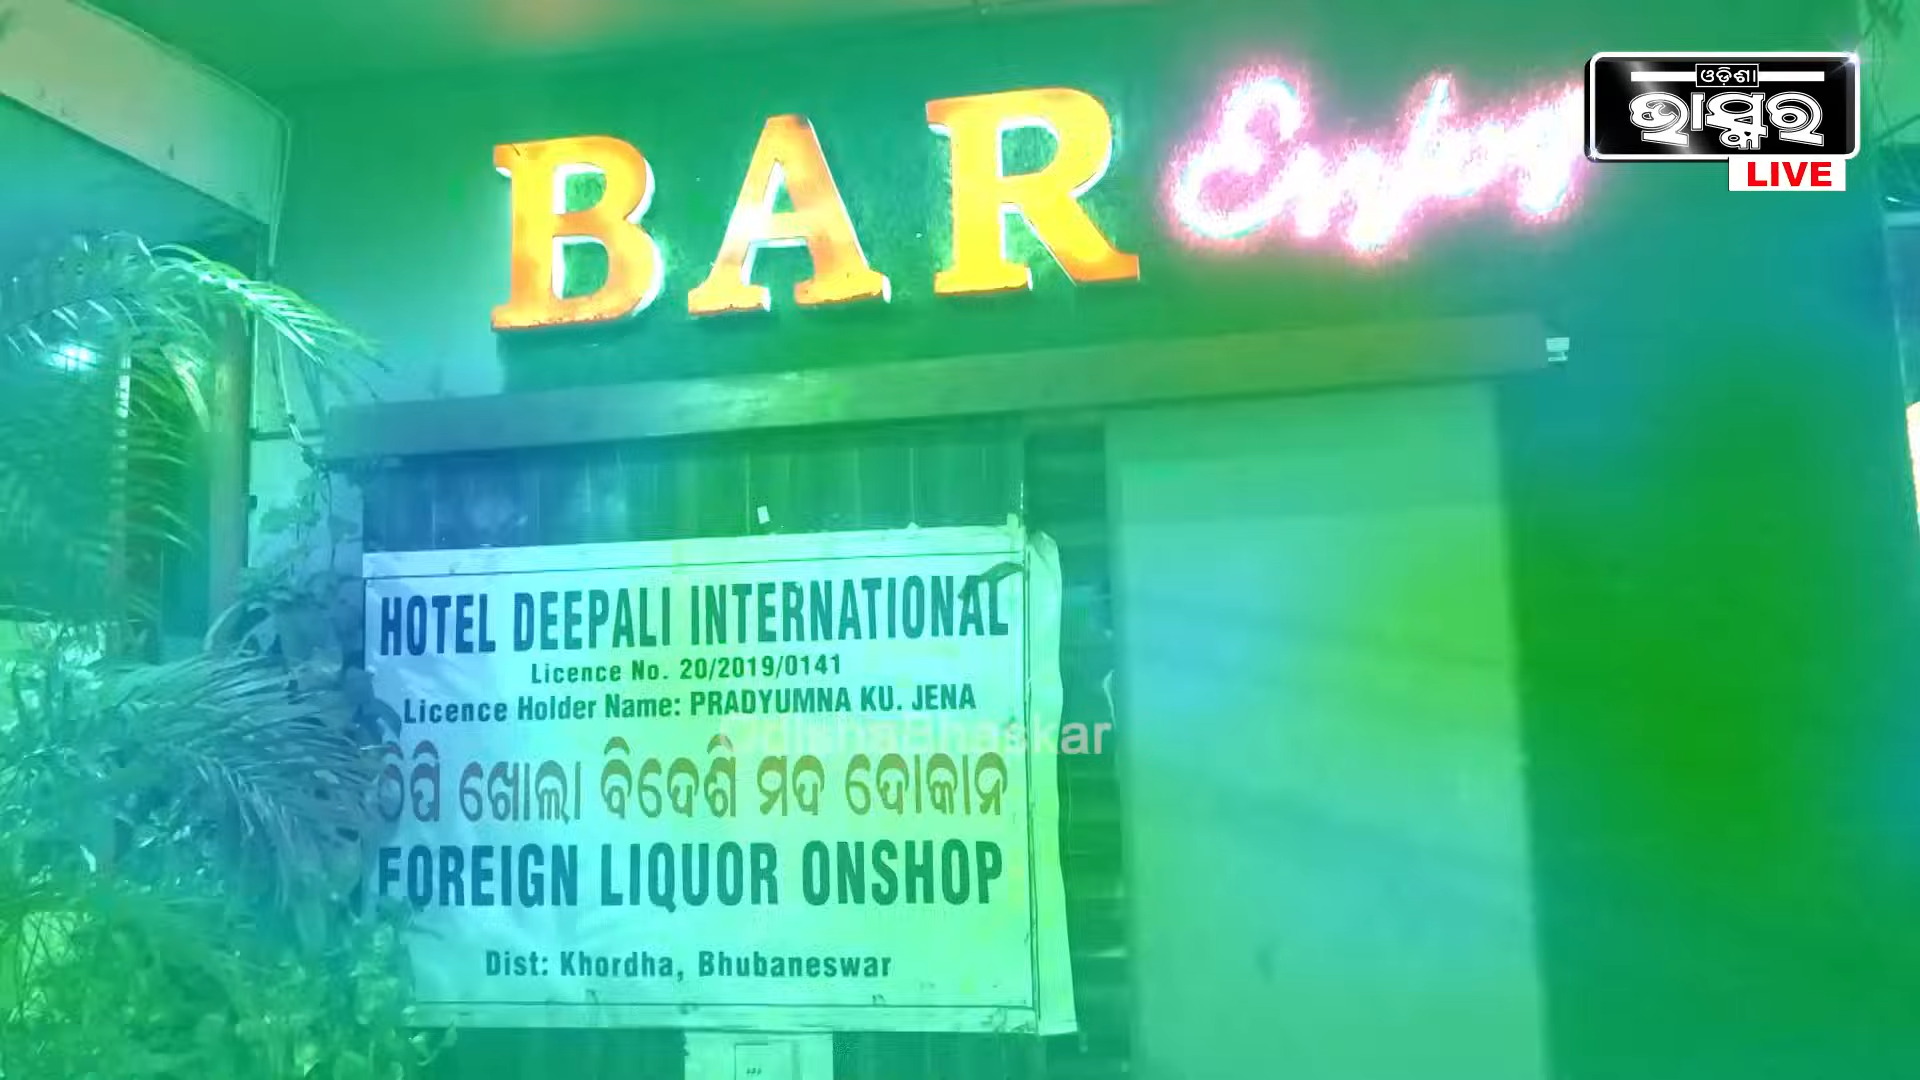 BAR Enjoy
ଓଡ଼ିଶା
ଭାସ୍କର
LIVE
HOTEL DEEPALI INTERNATIONAL
Licence No. 20/2019/0141
Licence Holder Name: PRADYUMNA KU. JENA
OdishaBhaskar
ଠିପି ଖୋଲା ବିଦେଶି ମଦ ଦୋକାନ
FOREIGN LIQUOR ONSHOP
Dist: Khordha, Bhubaneswar